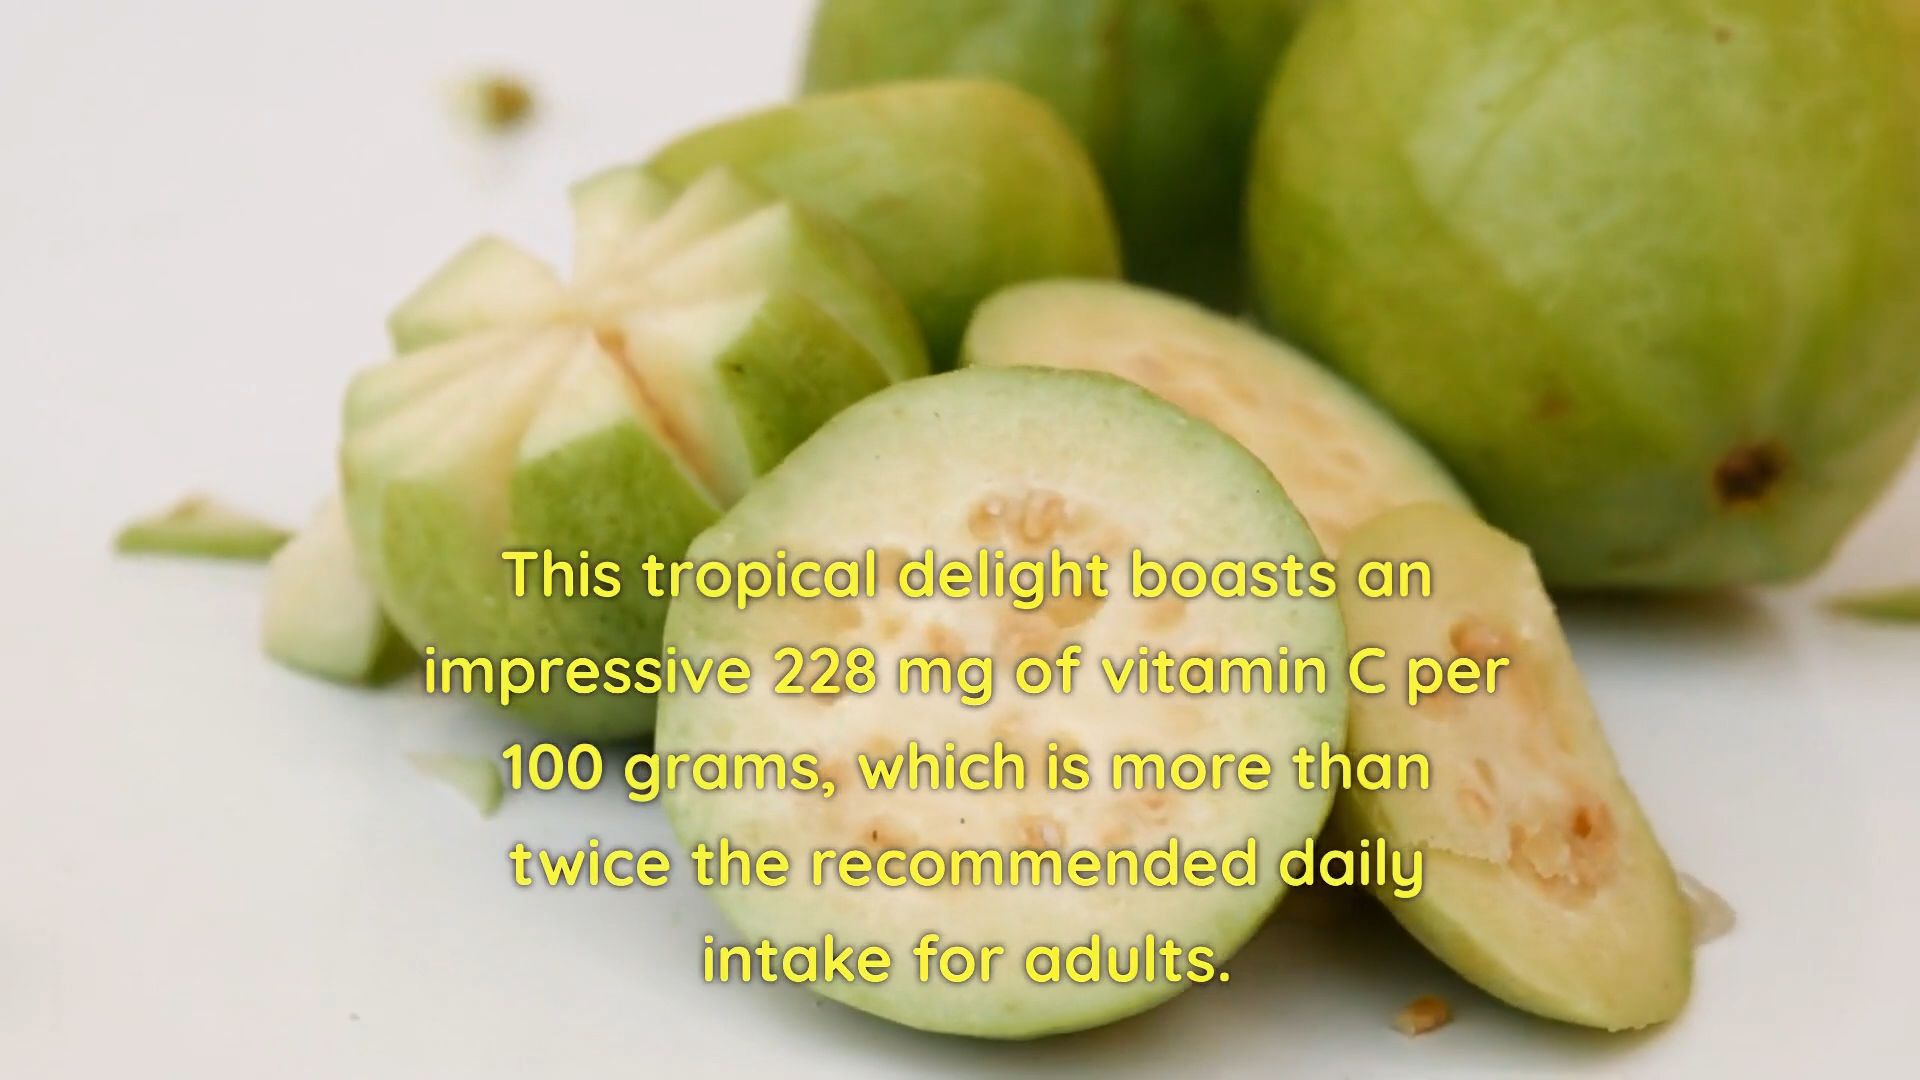 This tropical delight boasts an
impressive 228 mg of vitamin C per
100 grams, which is more than
twice the recommended daily
intake for adults.